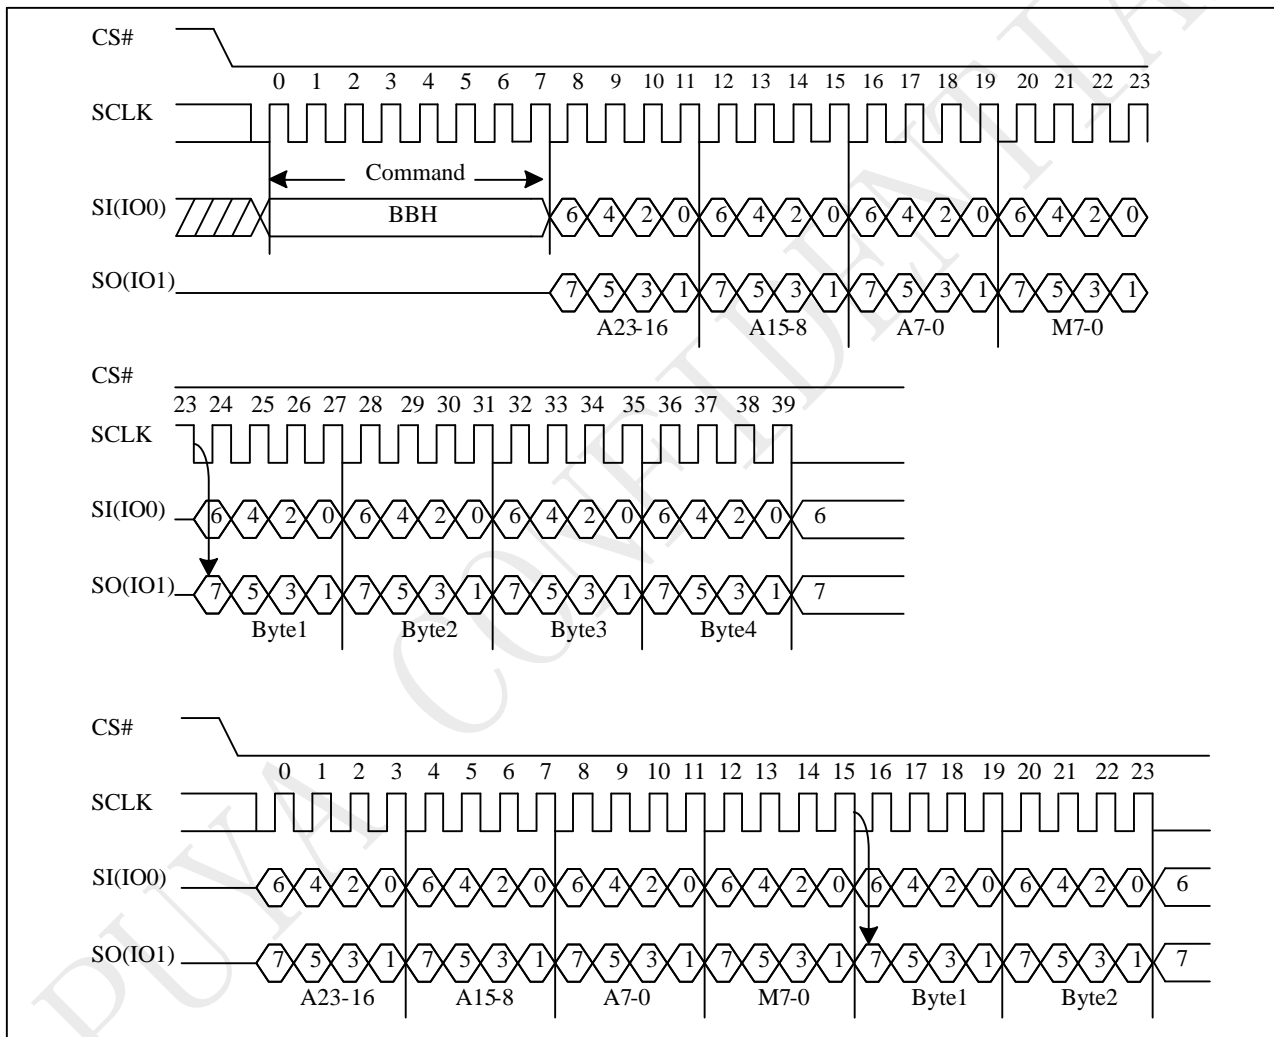 CS#
0 1 2 3 4 5 6 7 8 9 10 11 12 13 14 15 16 17 18 19 20 21 22 23
SCLK
Command
SI(IO0) BBH 6 4 2 0 6 4 2 0 6 4 2 0 6 4 2 0
SO(IO1) 7 5 3 1 7 5 3 1 7 5 3 1 7 5 3 1
A23-16 A15-8 A7-0 M7-0
CS#
23 24 25 26 27 28 29 30 31 32 33 34 35 36 37 38 39
SCLK
SI(IO0) 6 4 2 0 6 4 2 0 6 4 2 0 6 4 2 0 6
SO(IO1) 7 5 3 1 7 5 3 1 7 5 3 1 7 5 3 1 7
Byte1 Byte2 Byte3 Byte4
CS#
0 1 2 3 4 5 6 7 8 9 10 11 12 13 14 15 16 17 18 19 20 21 22 23
SCLK
SI(IO0) 6 4 2 0 6 4 2 0 6 4 2 0 6 4 2 0 6 4 2 0 6 4 2 0 6
SO(IO1) 7 5 3 1 7 5 3 1 7 5 3 1 7 5 3 1 7 5 3 1 7 5 3 1 7
A23-16 A15-8 A7-0 M7-0 Byte1 Byte2
PUYA CONFIDENTIA